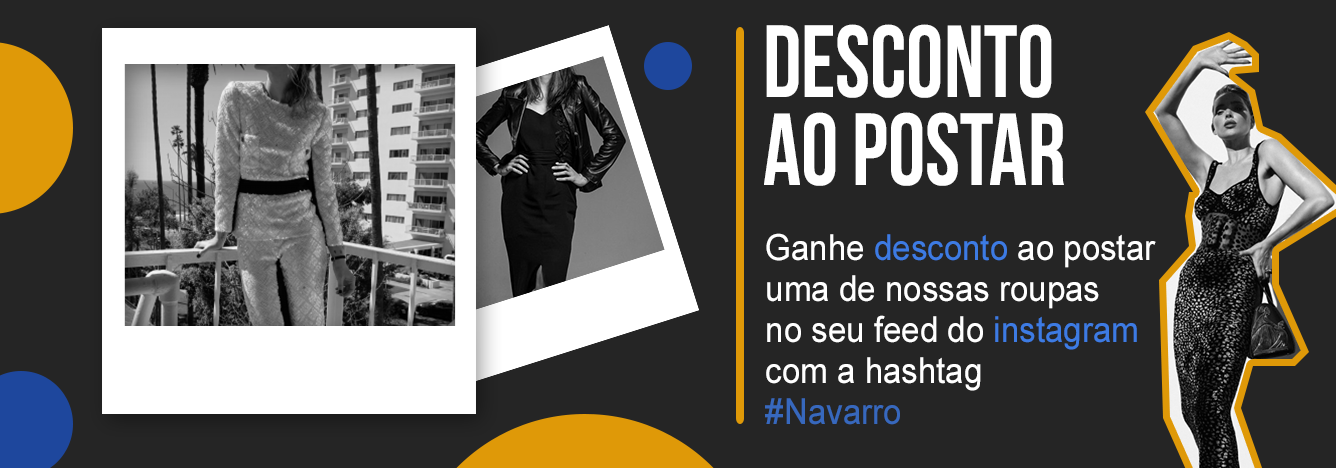 DESCONTO
AO POSTAR
Ganhe desconto ao postar
uma de nossas roupas
no seu feed do instagram
com a hashtag
#Navarro